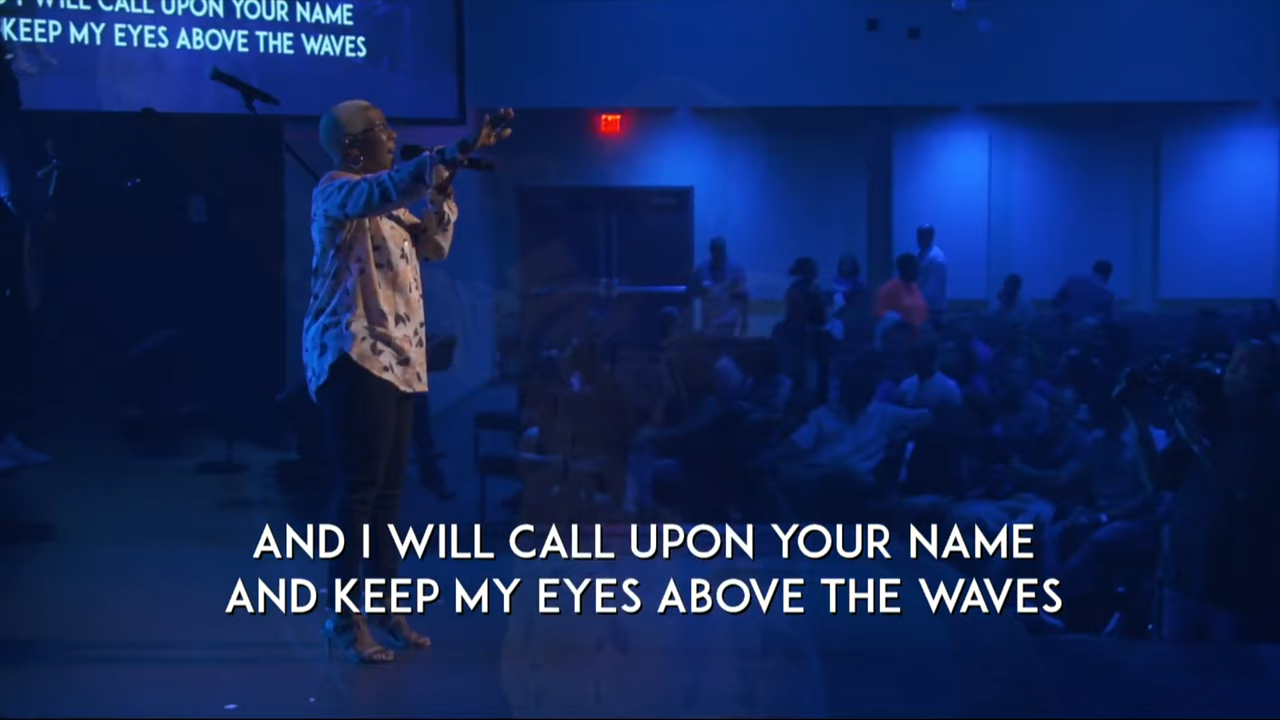 I WILL CALL UPON YOUR NAME
KEEP MY EYES ABOVE THE WAVES
EXIT
AND I WILL CALL UPON YOUR NAME
AND KEEP MY EYES ABOVE THE WAVES